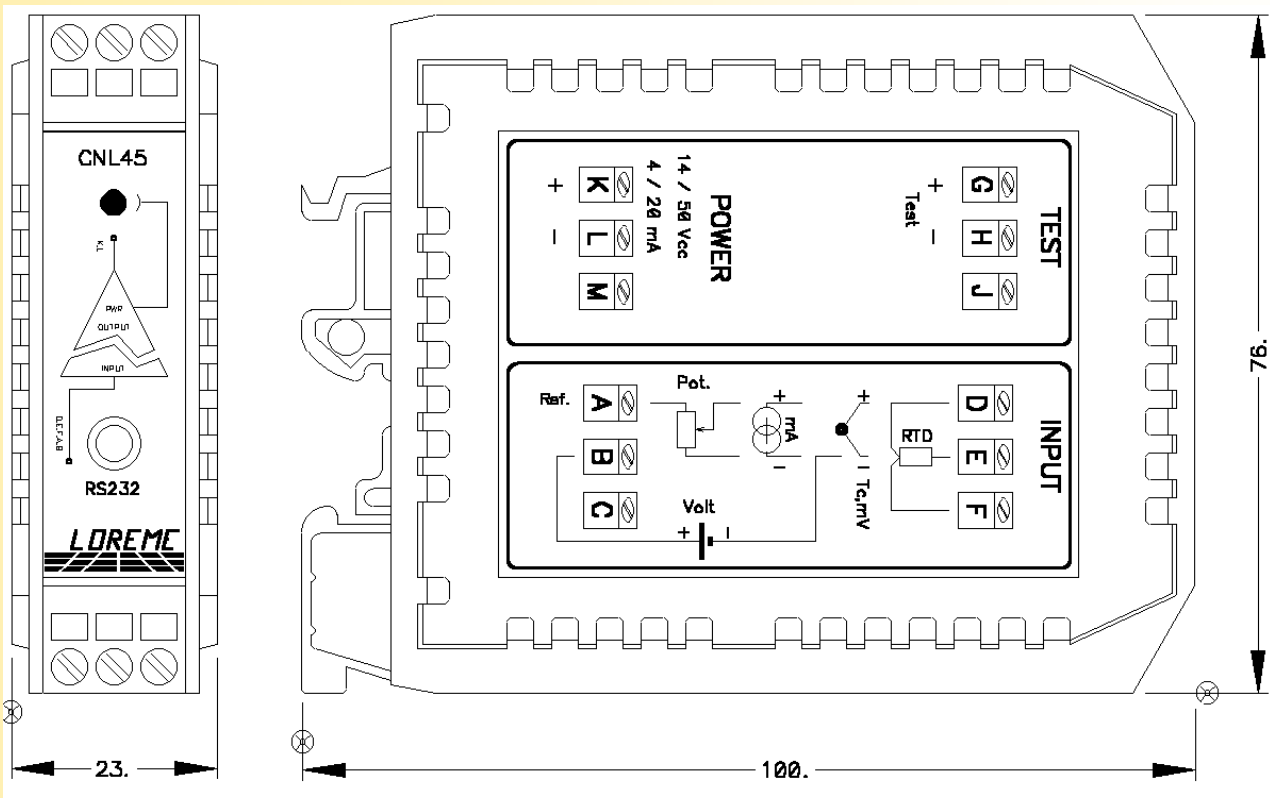 CNL45
K,L
PWR
OUTPUT
INPUT
D,E,F,A,B
RS232
LOREME
23.
POWER
14 / 50 Vcc
4 / 20 mA
+
-
K
L
M
TEST
Test
+
-
G
H
J
INPUT
Ref.
A
B
C
Pot.
+
mA
-
+
-
Tc,mV
Volt
+
-
RTD
D
E
F
100.
76.